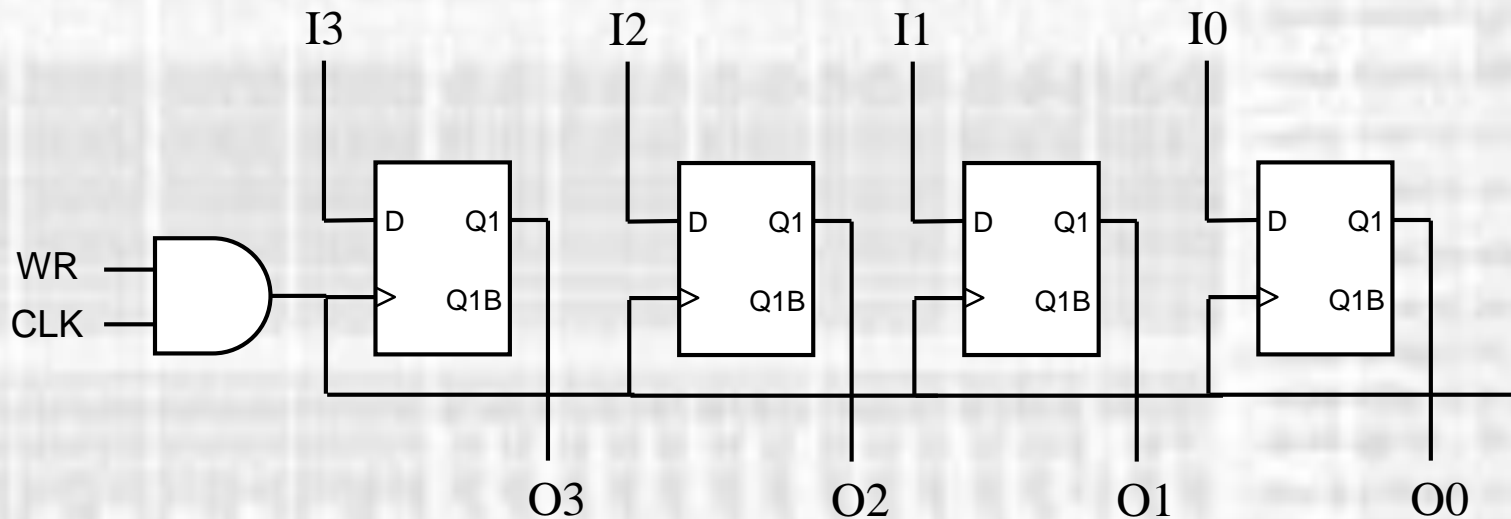 I3 I2 I1 I0
D Q1 D Q1 D Q1 D Q1
WR
Q1B Q1B Q1B Q1B
CLK
O3 O2 O1 O0